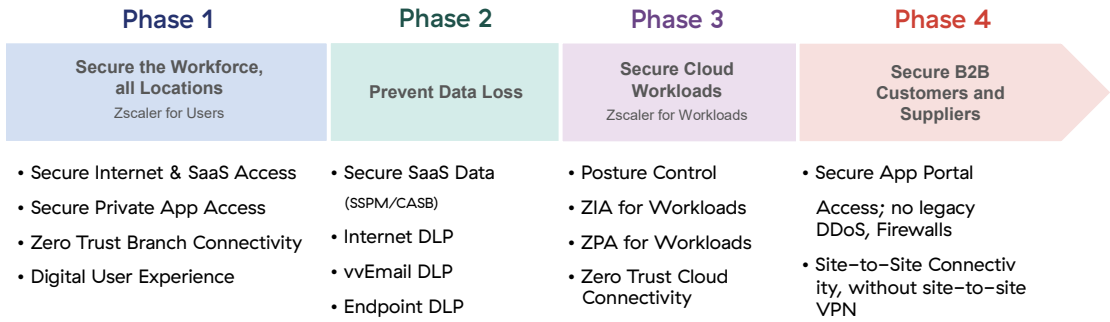 Phase 1
Phase 2
Phase 3
Phase 4
Secure the Workforce,
all Locations
Zscaler for Users
Prevent Data Loss
Secure Cloud
Workloads
Zscaler for Workloads
Secure B2B
Customers and
Suppliers
• Secure Internet & SaaS Access
• Secure Private App Access
• Zero Trust Branch Connectivity
• Digital User Experience
• Secure SaaS Data
(SSPM/CASB)
• Internet DLP
• vvEmail DLP
• Endpoint DLP
• Posture Control
• ZIA for Workloads
• ZPA for Workloads
• Zero Trust Cloud
Connectivity
• Secure App Portal
Access; no legacy
DDoS, Firewalls
• Site-to-Site Connectiv
ity, without site-to-site
VPN